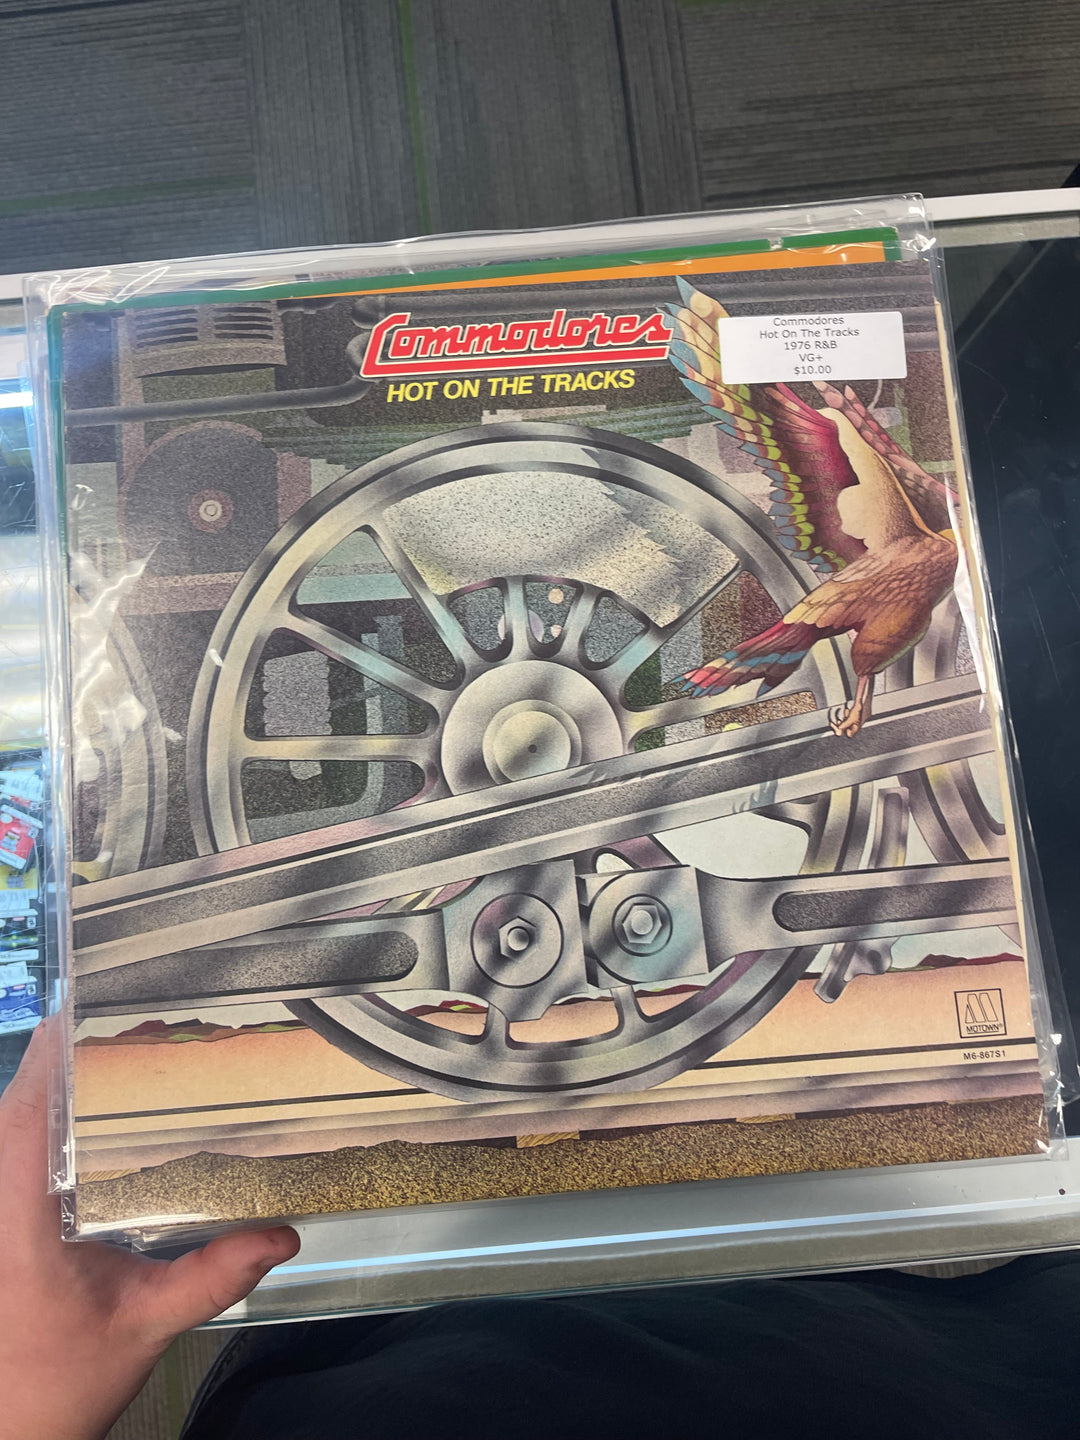 Commodores
HOT ON THE TRACKS
Commodores
Hot On The Tracks
1976 R&B
VG+
$10.00
MOTOWN®
M6-867S1